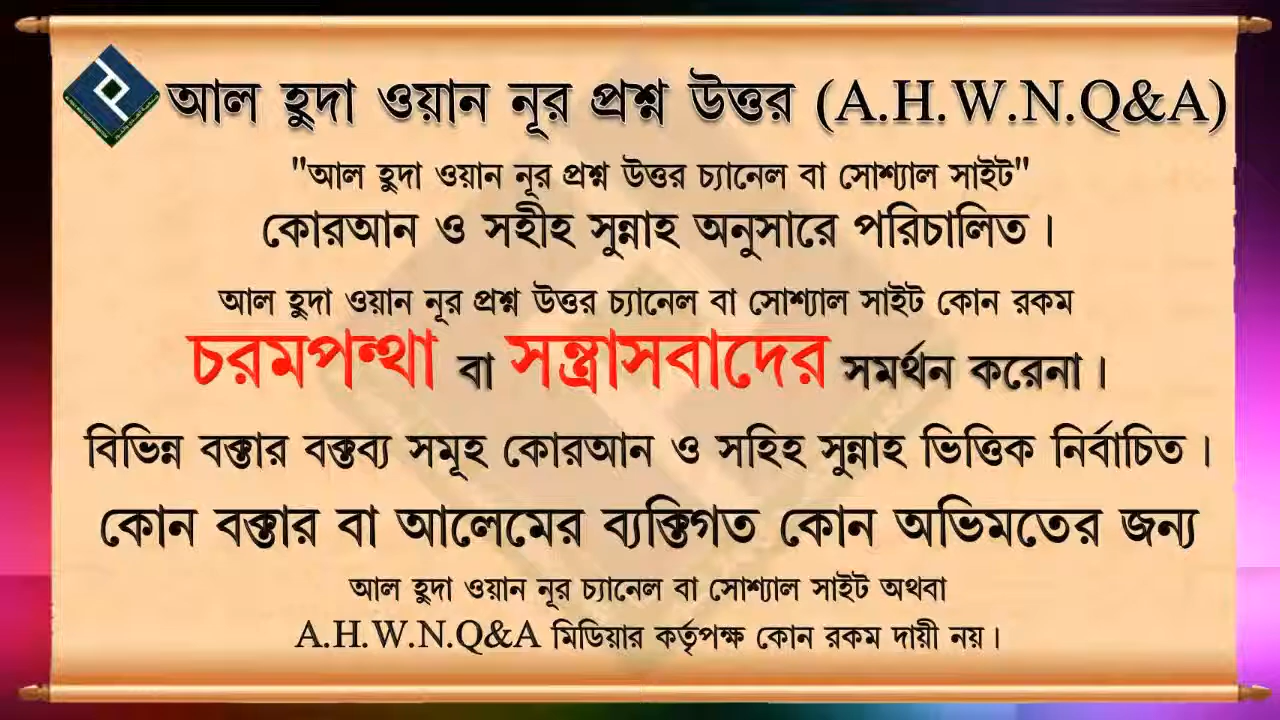 আল হুদা ওয়ান নূর প্রশ্ন উত্তর (A.H.W.N.Q&A)
"আল হুদা ওয়ান নূর প্রশ্ন উত্তর চ্যানেল বা সোশ্যাল সাইট"
কোরআন ও সহীহ সুন্নাহ অনুসারে পরিচালিত।
আল হুদা ওয়ান নূর প্রশ্ন উত্তর চ্যানেল বা সোশ্যাল সাইট কোন রকম
চরমপন্থা বা সন্ত্রাসবাদের সমর্থন করেনা।
বিভিন্ন বক্তার বক্তব্য সমূহ কোরআন ও সহিহ সুন্নাহ ভিত্তিক নির্বাচিত।
কোন বক্তার বা আলেমের ব্যক্তিগত কোন অভিমতের জন্য
আল হুদা ওয়ান নূর চ্যানেল বা সোশ্যাল সাইট অথবা
A.H.W.N.Q&A মিডিয়ার কর্তৃপক্ষ কোন রকম দায়ী নয়।